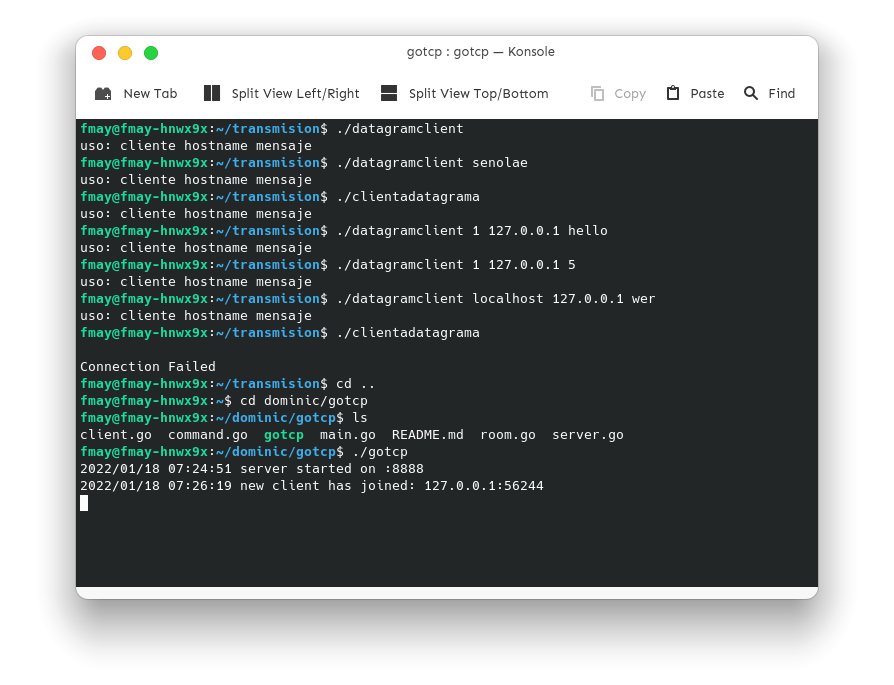 gotcp : gotcp — Konsole
New Tab Split View Left/Right Split View Top/Bottom Copy Paste Find
fmay@fmay-hnwx9x:~/transmision$ ./datagramclient
uso: cliente hostname mensaje
fmay@fmay-hnwx9x:~/transmision$ ./datagramclient senolae
uso: cliente hostname mensaje
fmay@fmay-hnwx9x:~/transmision$ ./clientadatagrama
uso: cliente hostname mensaje
fmay@fmay-hnwx9x:~/transmision$ ./datagramclient 1 127.0.0.1 hello
uso: cliente hostname mensaje
fmay@fmay-hnwx9x:~/transmision$ ./datagramclient 1 127.0.0.1 5
uso: cliente hostname mensaje
fmay@fmay-hnwx9x:~/transmision$ ./datagramclient localhost 127.0.0.1 wer
uso: cliente hostname mensaje
fmay@fmay-hnwx9x:~/transmision$ ./clientadatagrama
Connection Failed
fmay@fmay-hnwx9x:~/transmision$ cd ..
fmay@fmay-hnwx9x:~$ cd dominic/gotcp
fmay@fmay-hnwx9x:~/dominic/gotcp$ ls
client.go  command.go  gotcp  main.go  README.md  room.go  server.go
fmay@fmay-hnwx9x:~/dominic/gotcp$ ./gotcp
2022/01/18 07:24:51 server started on :8888
2022/01/18 07:26:19 new client has joined: 127.0.0.1:56244